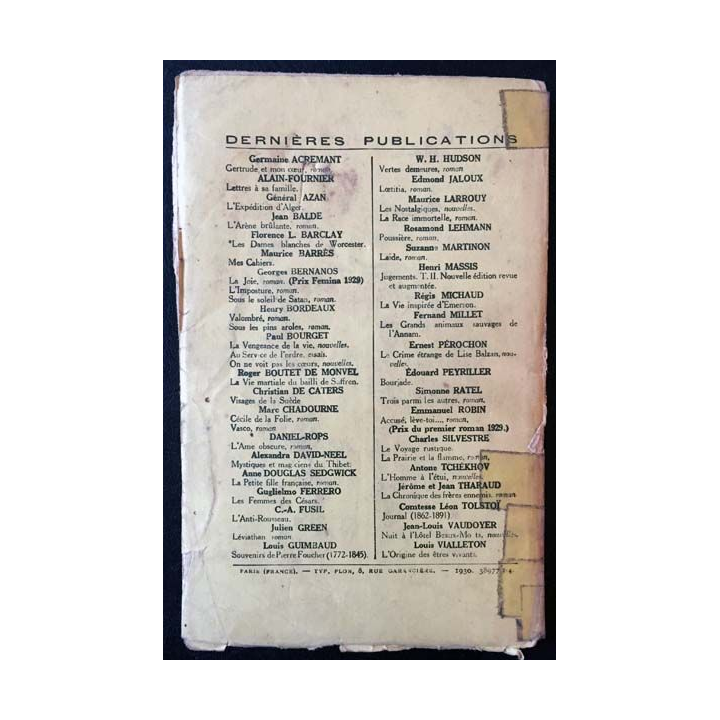 DERNIÈRES PUBLICATIONS
Germaine ACREMANT
Gertrude et mon cœur, roman
ALAIN-FOURNIER
Lettres à sa famille.
Général AZAN
L'Expédition d'Alger.
Jean BALDE
L'Arène brûlante, roman.
Florence L. BARCLAY
*Les Dames blanches de Worcester.
Maurice BARRÈS
Mes Cahiers.
Georges BERNANOS
La Joie, roman. (Prix Femina 1929)
L'Imposture, roman.
Sous le soleil de Satan, roman.
Henry BORDEAUX
Valombré, roman.
Sous les pins aroles, roman.
Paul BOURGET
La Vengeance de la vie, nouvelles.
Au Service de l'ordre, essais.
On ne voit pas les cœurs, nouvelles.
Roger BOUTET DE MONVEL
La Vie martiale du bailli de Suffren.
Christian DE CATERS
Visages de la Suède
Marc CHADOURNE
Cécile de la Folie, roman.
Vasco, roman
DANIEL-ROPS
L'Ame obscure, roman.
Alexandra DAVID-NEEL
Mystiques et magiciens du Thibet.
Anne DOUGLAS SEDGWICK
La Petite fille française, roman.
Guglielmo FERRERO
Les Femmes des Césars.
C.-A. FUSIL
L'Anti-Rousseau.
Julien GREEN
Léviathan roman
Louis GUIMBAUD
Souvenirs de Pierre Foucher (1772-1845).
W. H. HUDSON
Vertes demeures, roman
Edmond JALOUX
Lætitia, roman.
Maurice LARROUY
Les Nostalgiques, nouvelles.
La Race immortelle, roman.
Rosamond LEHMANN
Poussière, roman.
Suzanne MARTINON
Laide, roman.
Henri MASSIS
Jugements. T. II. Nouvelle édition revue
et augmentée.
Régis MICHAUD
La Vie inspirée d'Emerson.
Fernand MILLET
Les Grands animaux sauvages de
l'Annam.
Ernest PÉROCHON
Le Crime étrange de Lise Balzan, nou-
velles.
Édouard PEYRILLER
Bourjade.
Simonne RATEL
Trois parmi les autres, roman.
Emmanuel ROBIN
Accusé, lève-toi..., roman,
(Prix du premier roman 1929.)
Charles SILVESTRE
Le Voyage rustique.
La Prairie et la flamme, roman,
Antone TCHÉKHOV
L'Homme à l'étui, nouvelles.
Jérôme et Jean THARAUD
La Chronique des frères ennemis, roman
Comtesse Léon TOLSTOÏ
Journal (1862-1891).
Jean-Louis VAUDOYER
Nuit à l'Hôtel nouvelles.
Louis VIALLETON
L'Origine des êtres vivants.
PARIS (FRANCE). — TYP. PLON, 8, RUE GARANCIÈRE. — 1930.